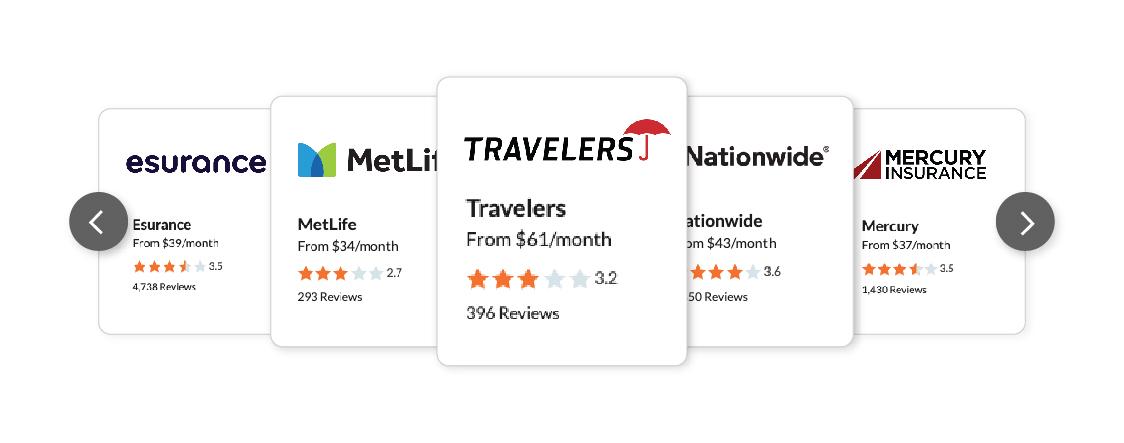 esurance
Esurance
From $39/month
3.5
4,738 Reviews
MetLif
MetLife
From $34/month
2.7
293 Reviews
TRAVELERS
Travelers
From $61/month
3.2
396 Reviews
Nationwide®
ationwide
om $43/month
3.6
50 Reviews
MERCURY
INSURANCE
Mercury
From $37/month
3.5
1,430 Reviews